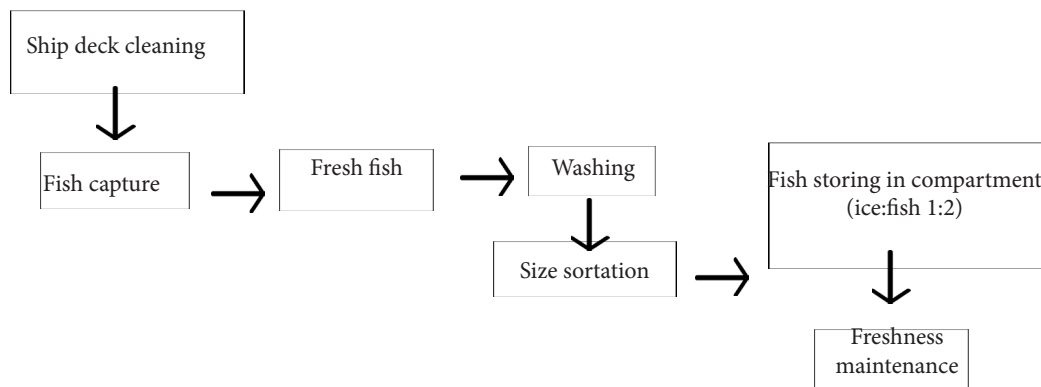 Ship deck cleaning
Fish capture
Fresh fish
Washing
Size sortation
Fish storing in compartment
(ice:fish 1:2)
Freshness
maintenance